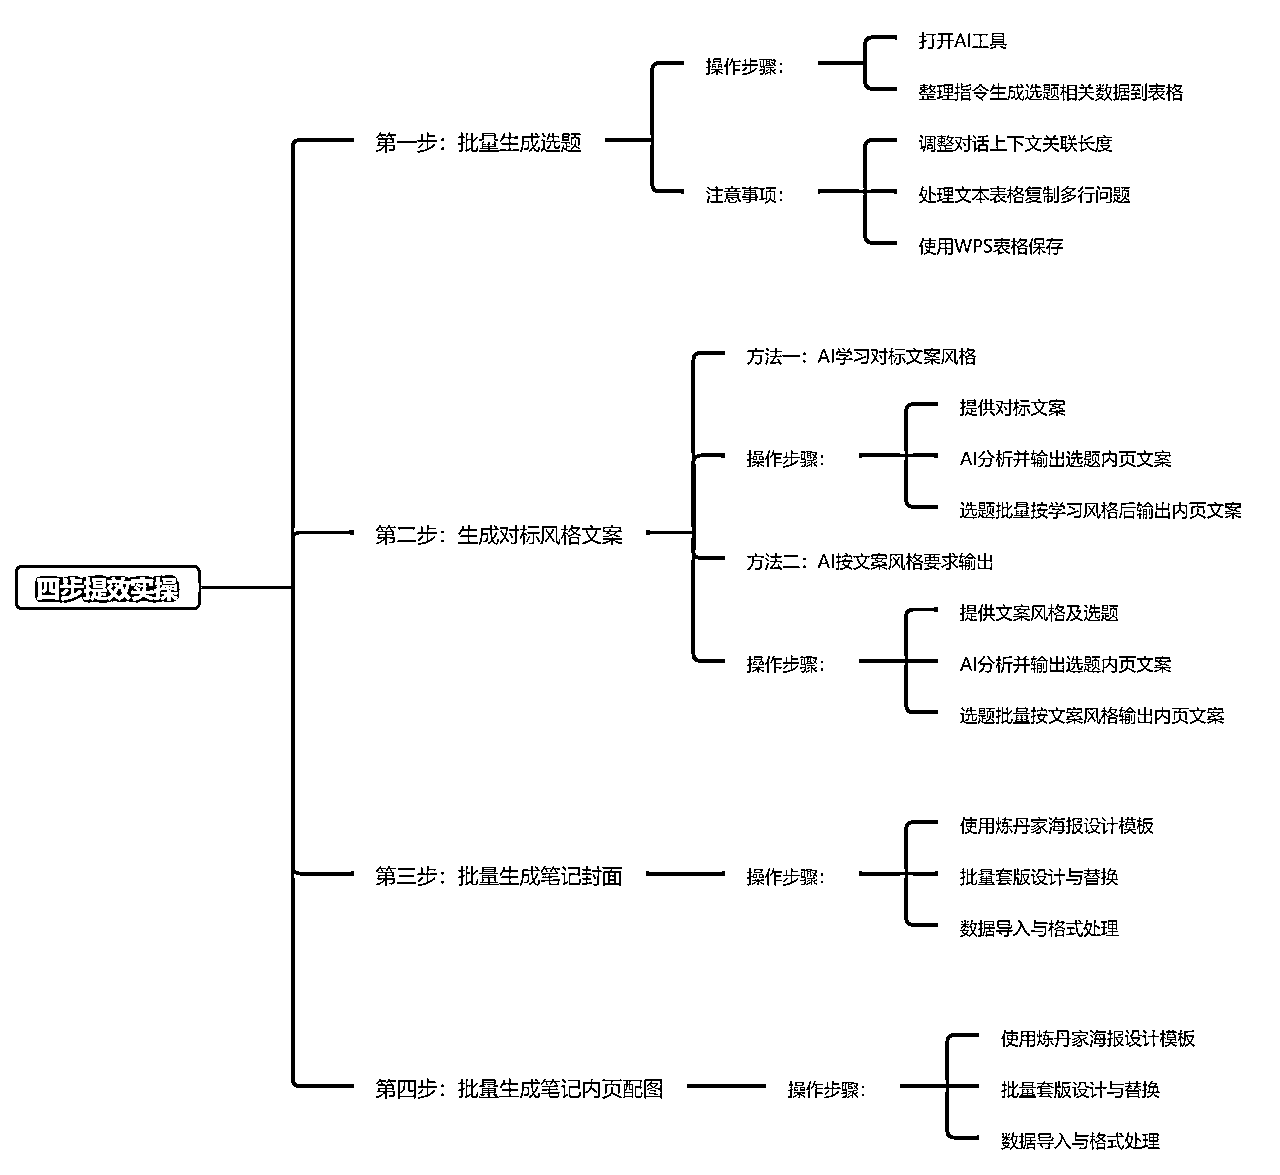 四步提效实操
第一步：批量生成选题
操作步骤：
打开AI工具
整理指令生成选题相关数据到表格
注意事项：
调整对话上下文关联长度
处理文本表格复制多行问题
使用WPS表格保存
第二步：生成对标风格文案
方法一：AI学习对标文案风格
操作步骤：
提供对标文案
AI分析并输出选题内页文案
选题批量按学习风格后输出内页文案
方法二：AI按文案风格要求输出
操作步骤：
提供文案风格及选题
AI分析并输出选题内页文案
选题批量按文案风格输出内页文案
第三步：批量生成笔记封面
操作步骤：
使用炼丹家海报设计模板
批量套版设计与替换
数据导入与格式处理
第四步：批量生成笔记内页配图
操作步骤：
使用炼丹家海报设计模板
批量套版设计与替换
数据导入与格式处理